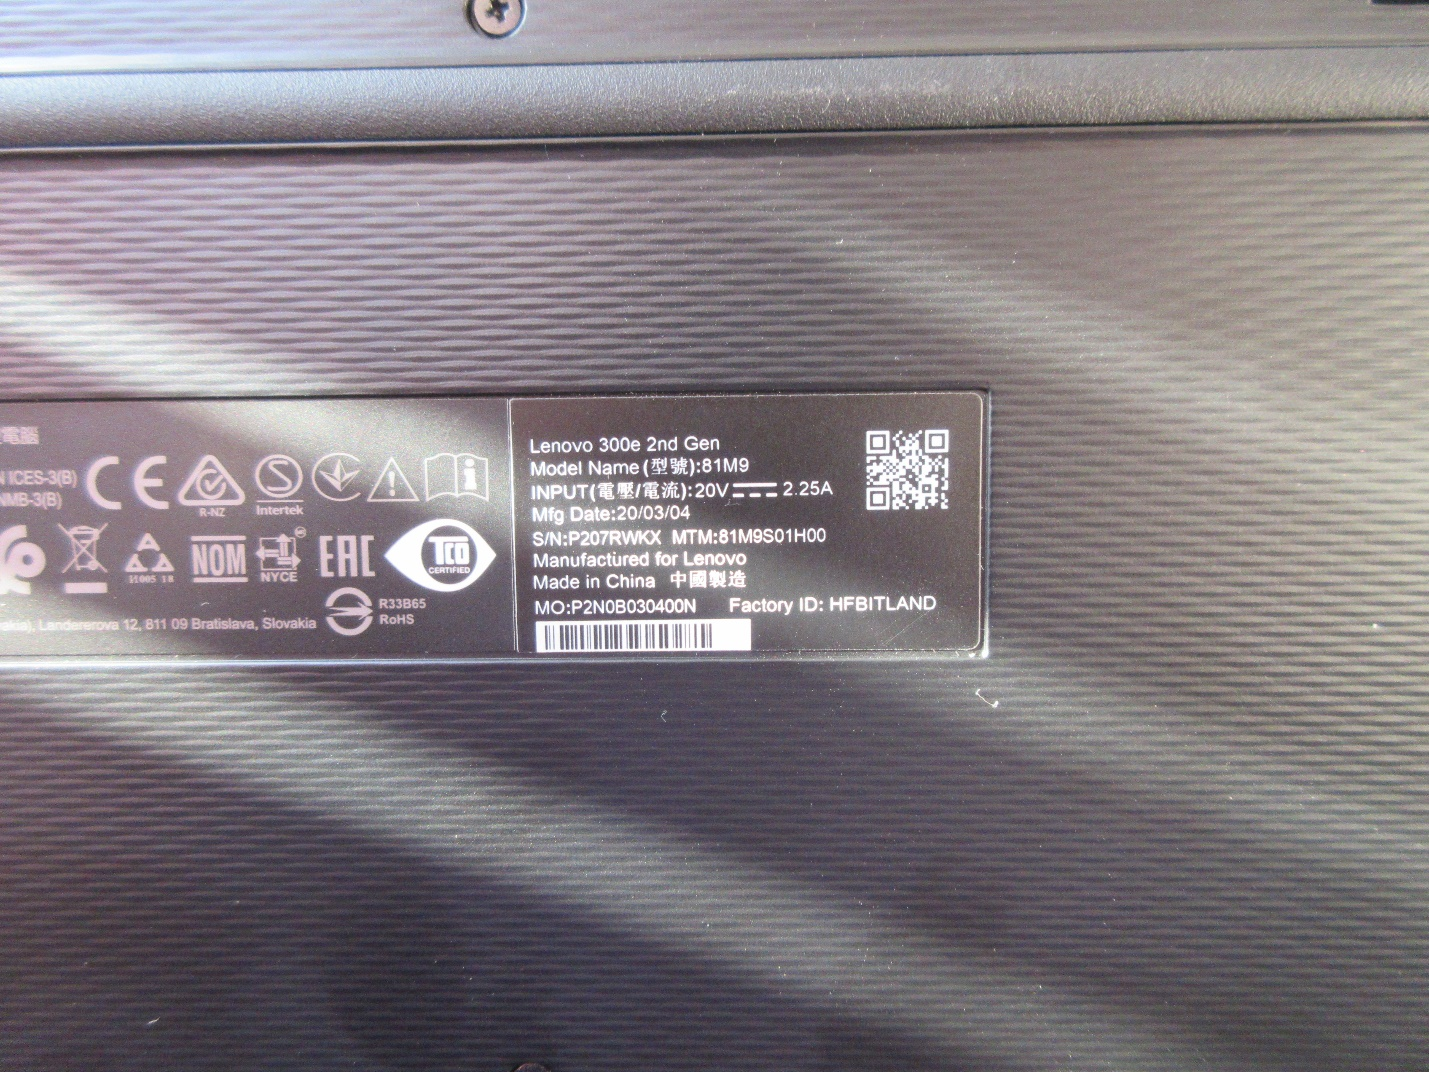 電腦
ICES-3(B)
NMB-3(B)
CE
R-NZ
S
Intertek
i
H005 18
NOM
NYCE
EAC
TCO
CERTIFIED
R33B65
RoHS
Landererova 12, 811 09 Bratislava, Slovakia
Lenovo 300e 2nd Gen
Model Name(型號):81M9
INPUT(電壓/電流):20V 2.25A
Mfg Date:20/03/04
S/N:P207RWKX MTM:81M9S01H00
Manufactured for Lenovo
Made in China 中國製造
MO:P2N0B030400N Factory ID: HFBITLAND